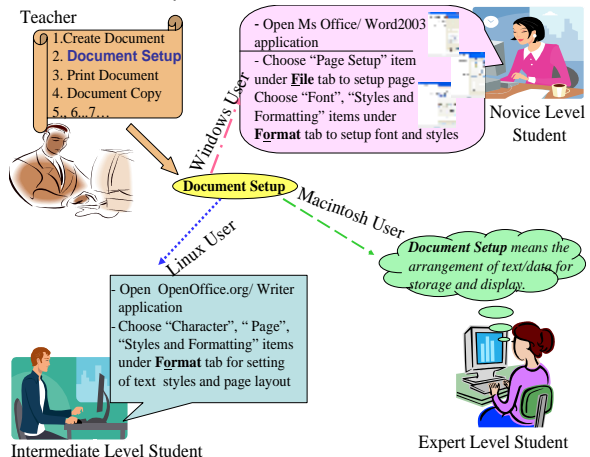 Teacher
1.Create Document
2. Document Setup
3. Print Document
4. Document Copy
5., 6...7…
- Open Ms Office/ Word2003
application
- Choose “Page Setup” item
under File tab to setup page
Choose “Font”, “Styles and
Formatting” items under
Format tab to setup font and styles
Novice Level
Student
Windows User
Document Setup
Macintosh User
Linux User
Document Setup means the
arrangement of text/data for
storage and display.
- Open OpenOffice.org/ Writer
application
- Choose “Character”, “ Page”,
“Styles and Formatting” items
under Format tab for setting
of text styles and page layout
Intermediate Level Student
Expert Level Student